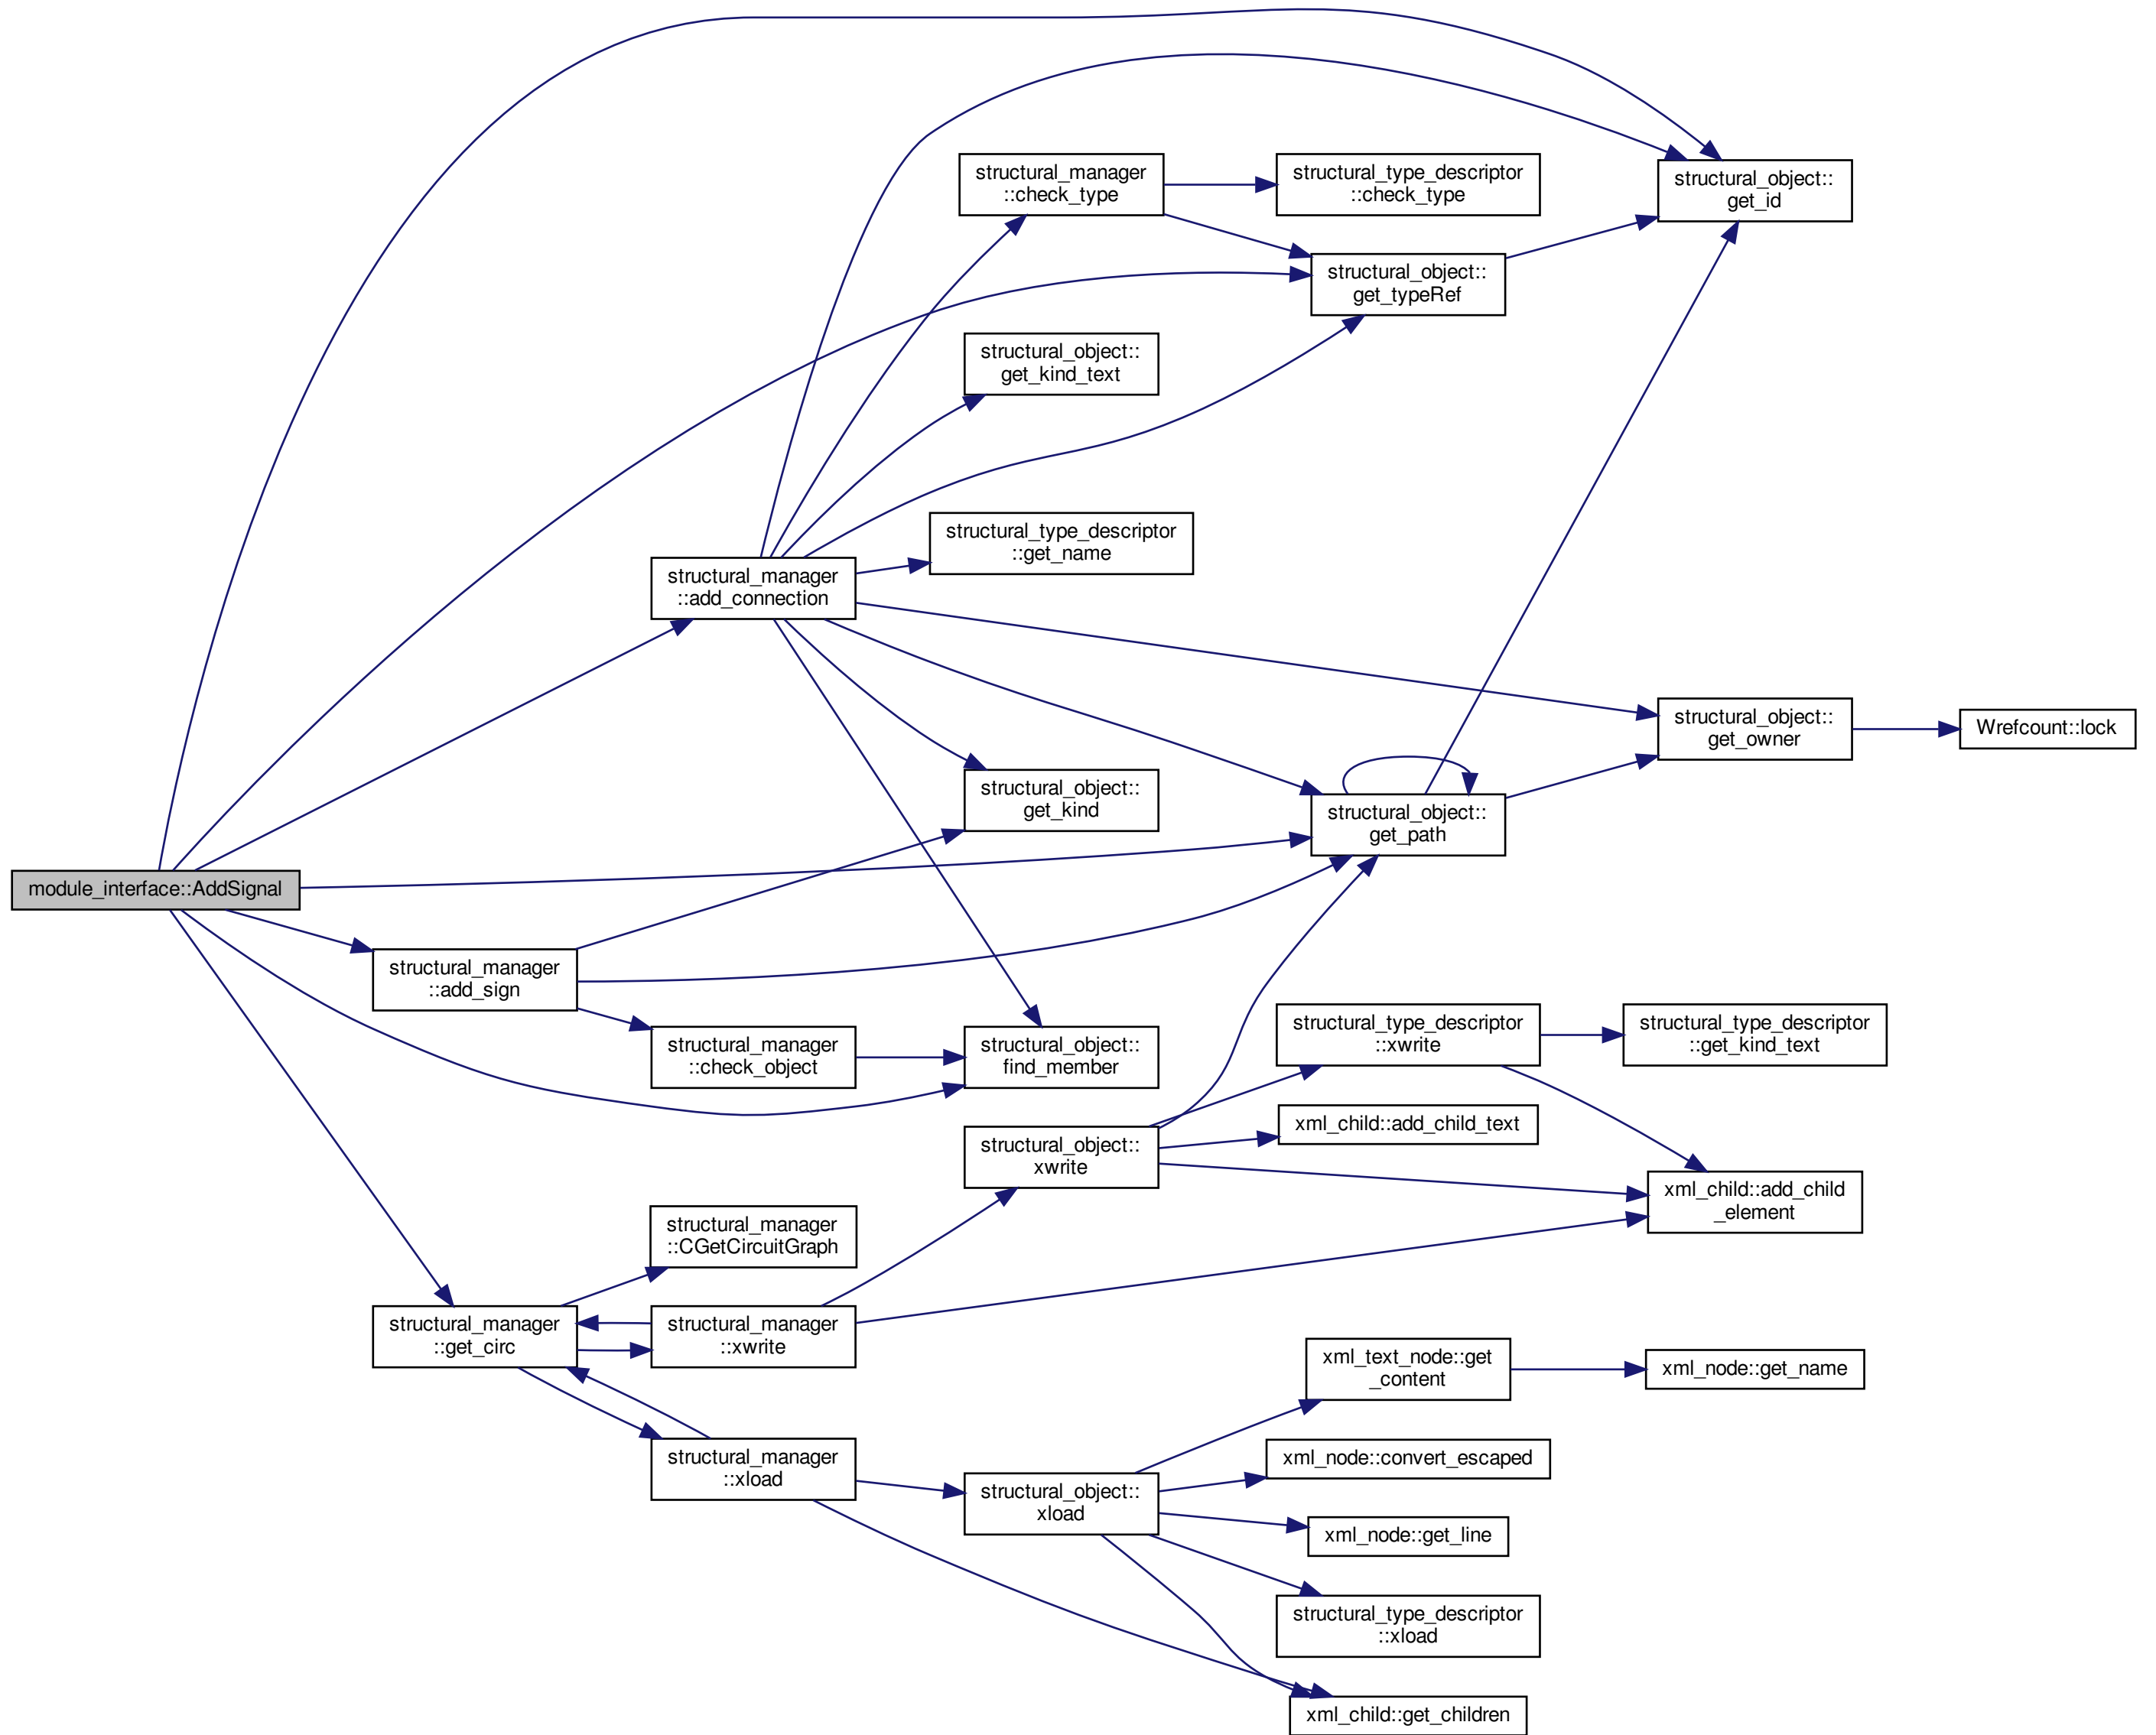 structural_manager
::check_type
structural_type_descriptor
::check_type
structural_object::
get_id
structural_object::
get_typeRef
structural_object::
get_kind_text
structural_type_descriptor
::get_name
structural_manager
::add_connection
structural_object::
get_owner
Wrefcount::lock
structural_object::
get_kind
structural_object::
get_path
module_interface::AddSignal
structural_manager
::add_sign
structural_manager
::check_object
structural_object::
find_member
structural_type_descriptor
::xwrite
structural_type_descriptor
::get_kind_text
xml_child::add_child_text
structural_object::
xwrite
xml_child::add_child
_element
structural_manager
::CGetCircuitGraph
structural_manager
::get_circ
structural_manager
::xwrite
xml_text_node::get
_content
xml_node::get_name
structural_manager
::xload
xml_node::convert_escaped
structural_object::
xload
xml_node::get_line
structural_type_descriptor
::xload
xml_child::get_children